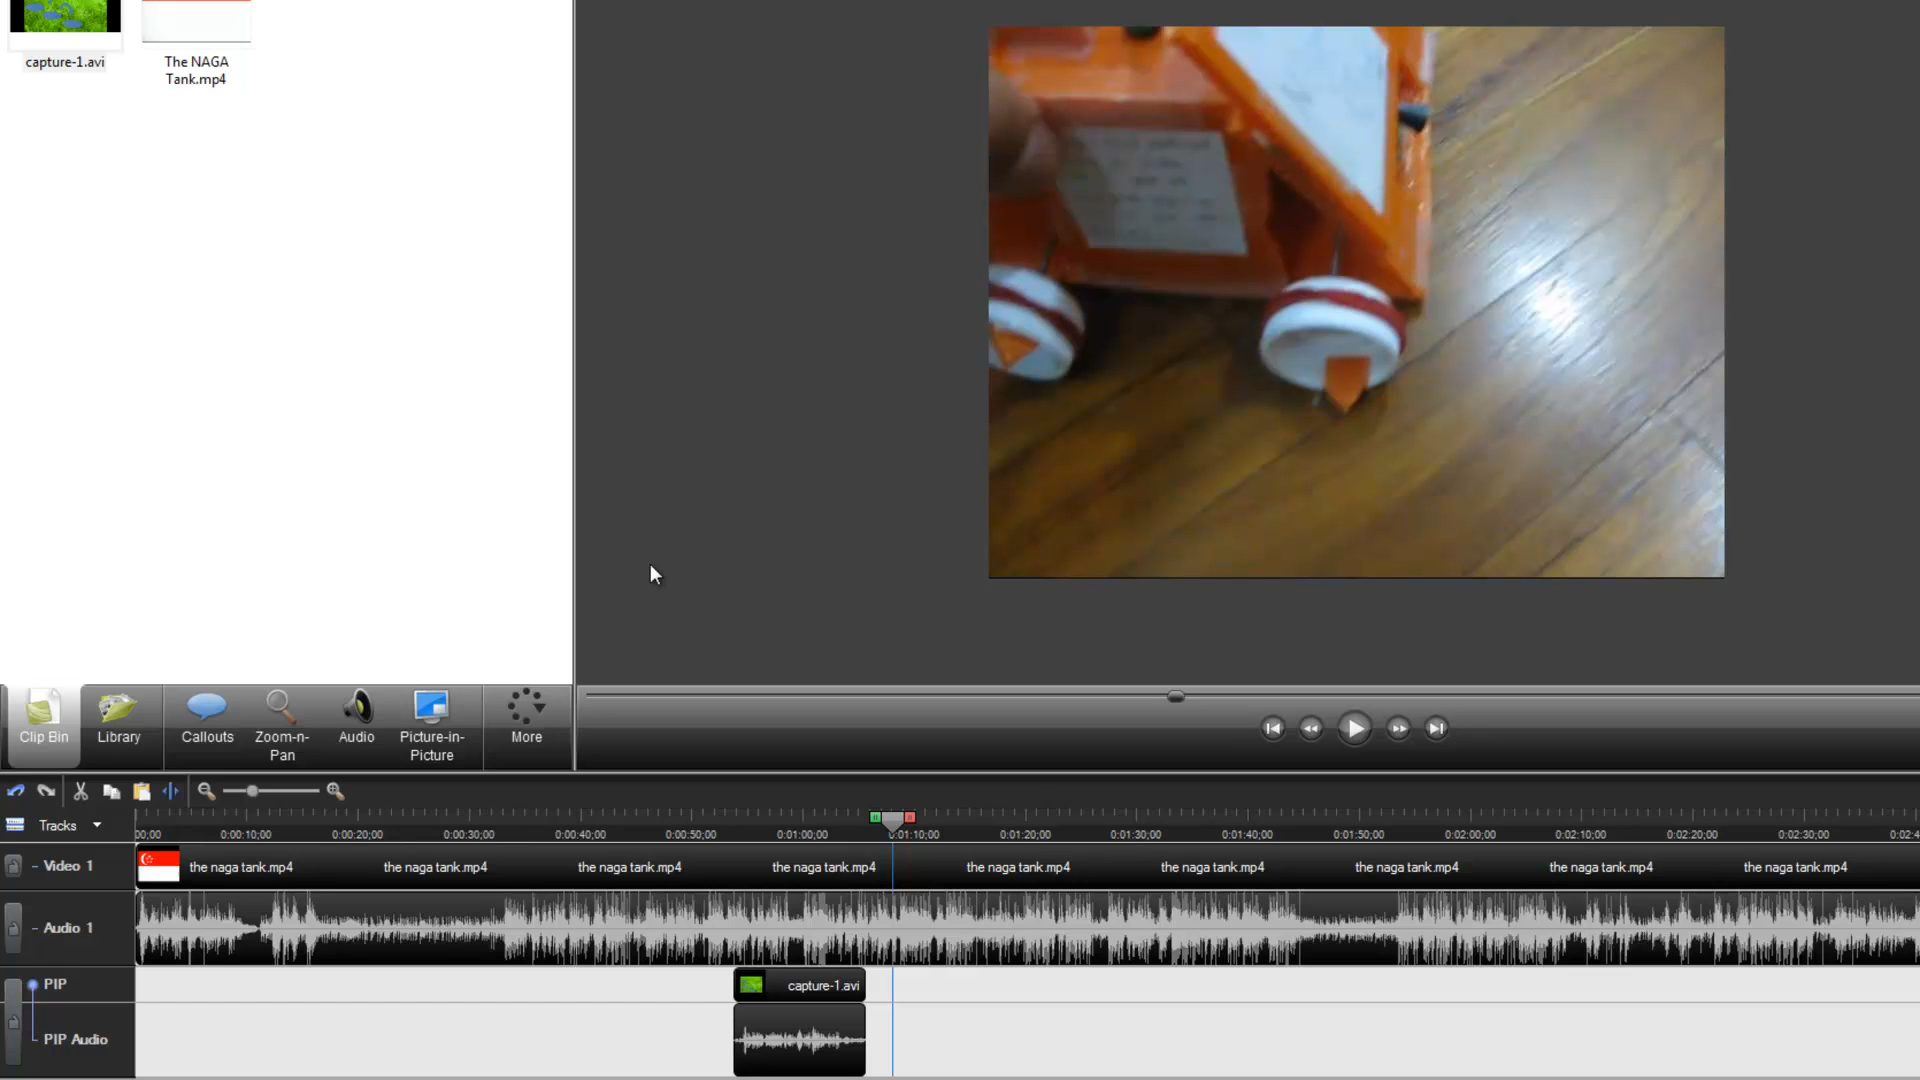 capture-1.avi
The NAGA
Tank.mp4
Clip Bin
Library
Callouts
Zoom-n-
Pan
Audio
Picture-in-
Picture
More
Tracks
00;00
0:00:10;00
0:00:20;00
0:00:30;00
0:00:40;00
0:00:50;00
0:01:00;00
0:01:10;00
0:01:20;00
0:01:30;00
0:01:40;00
0:01:50;00
0:02:00;00
0:02:10;00
0:02:20;00
0:02:30;00
0:02:4
Video 1
the naga tank.mp4
the naga tank.mp4
the naga tank.mp4
the naga tank.mp4
the naga tank.mp4
the naga tank.mp4
the naga tank.mp4
the naga tank.mp4
the naga tank.mp4
Audio 1
PIP
capture-1.avi
PIP Audio